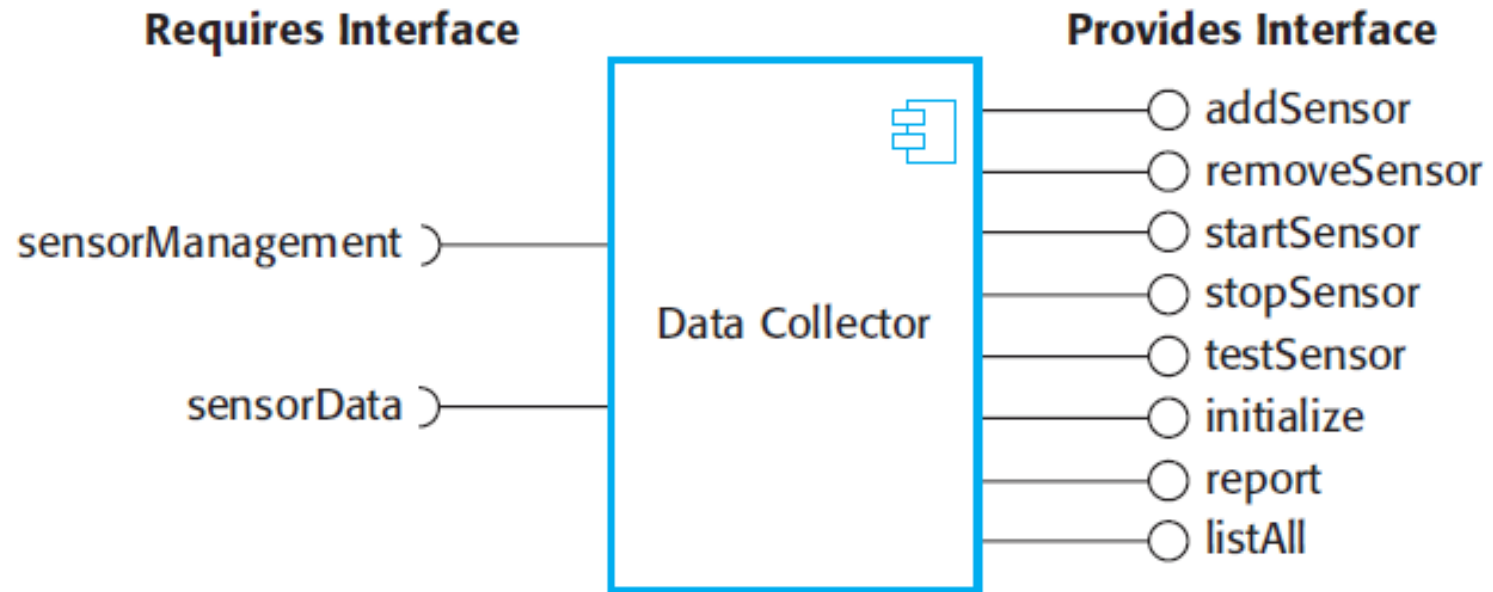 Requires Interface
Provides Interface
sensorManagement
sensorData
Data Collector
addSensor
removeSensor
startSensor
stopSensor
testSensor
initialize
report
listAll